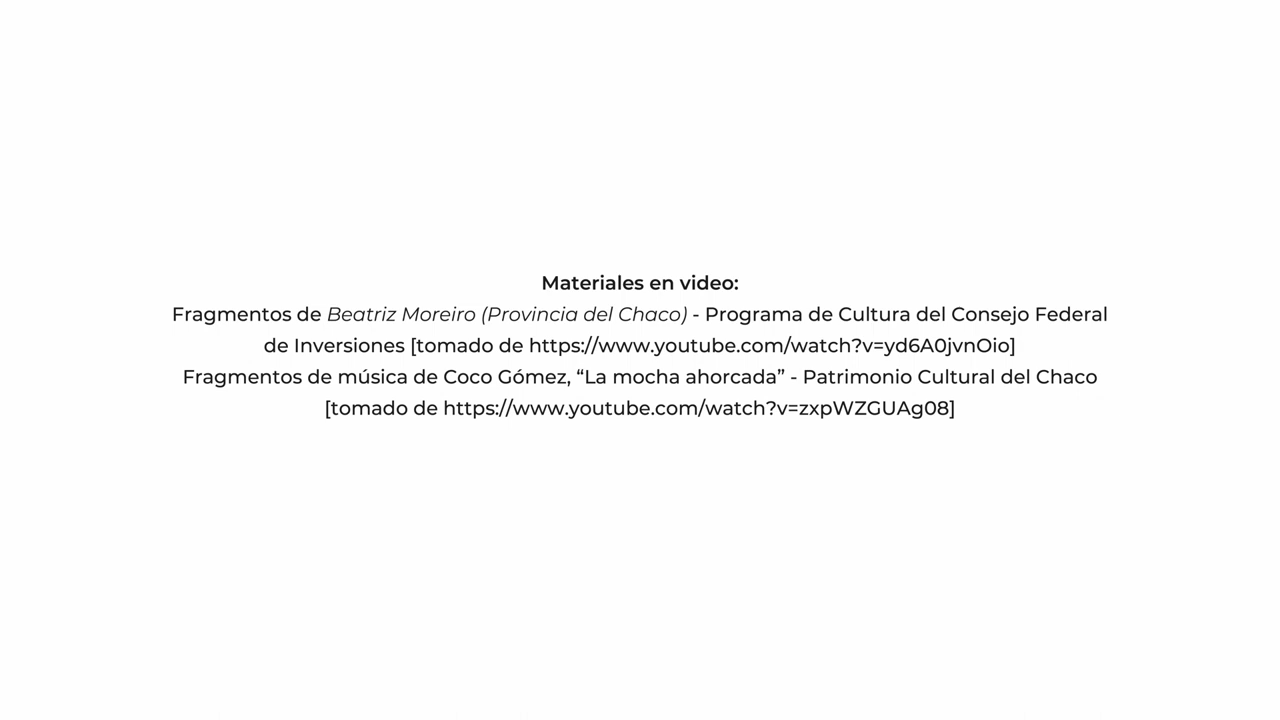 Materiales en video:
Fragmentos de Beatriz Moreiro (Provincia del Chaco) - Programa de Cultura del Consejo Federal
de Inversiones [tomado de https://www.youtube.com/watch?v=yd6A0jvnOio]
Fragmentos de música de Coco Gómez, “La mocha ahorcada” - Patrimonio Cultural del Chaco
[tomado de https://www.youtube.com/watch?v=zxpWZGUAg08]